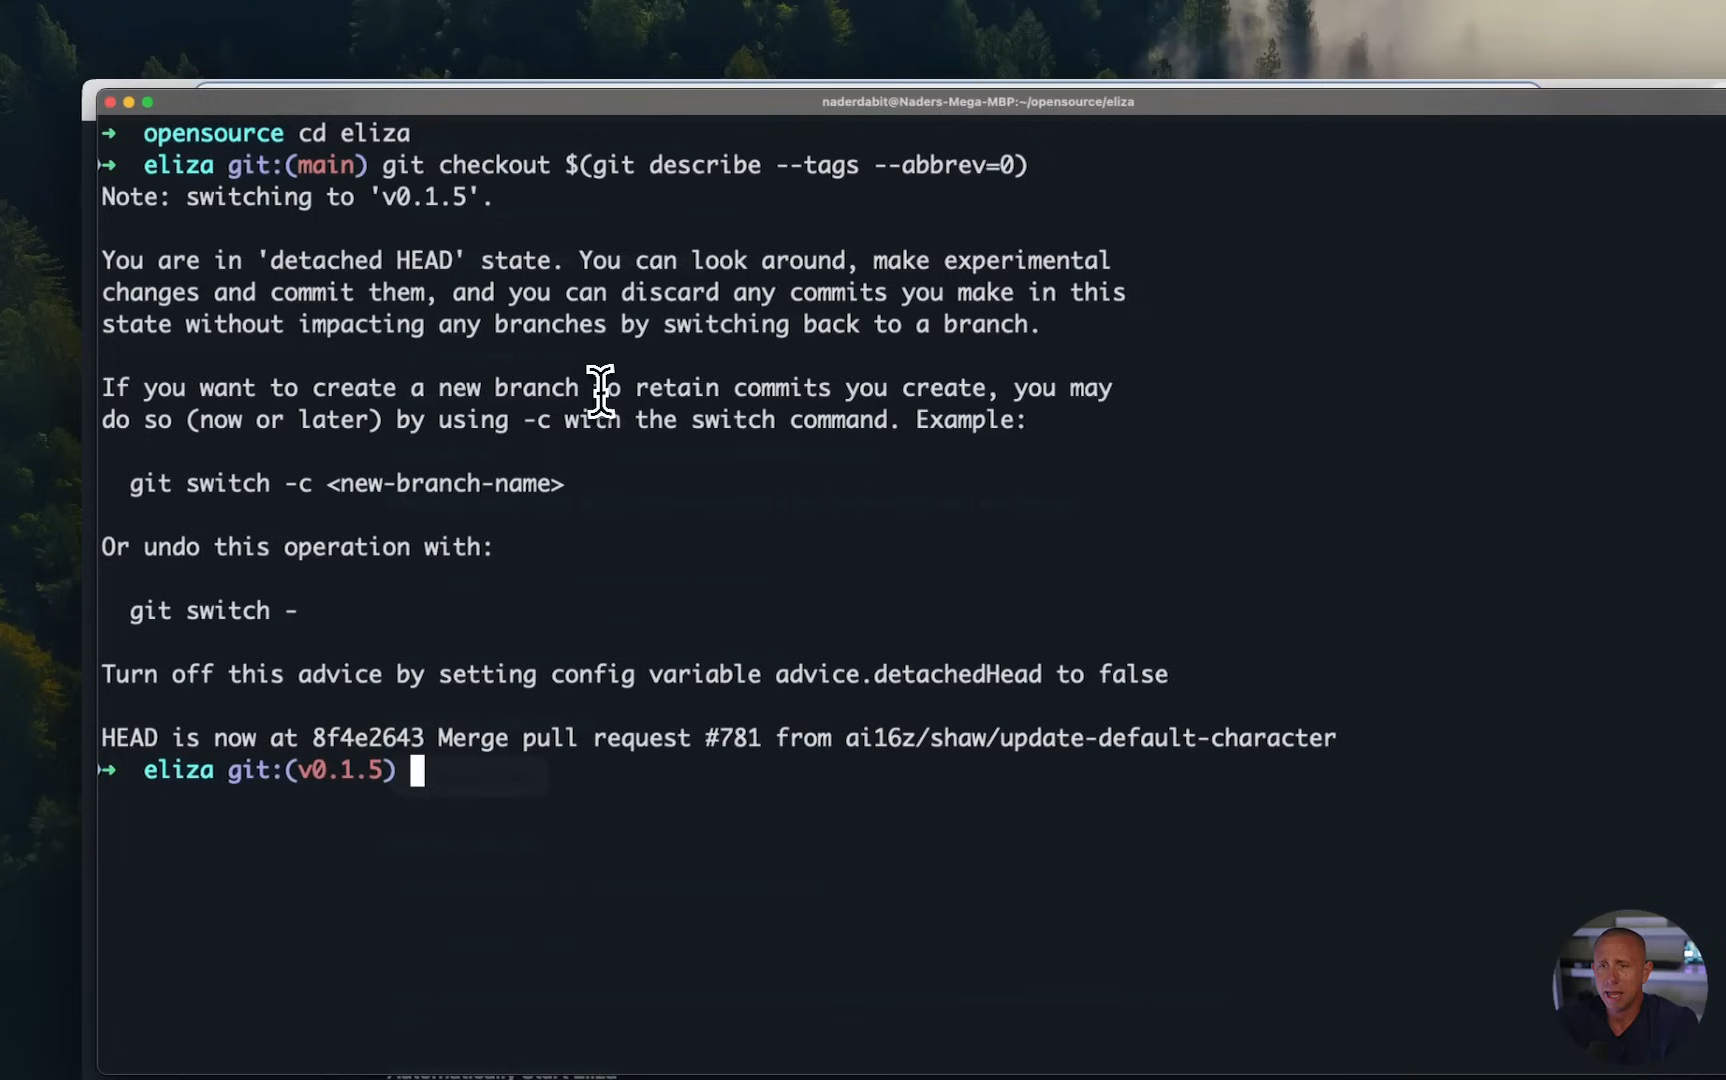 naderdabit@Naders-Mega-MBP:~/opensource/eliza
→ opensource cd eliza
→ eliza git:(main) git checkout $(git describe --tags --abbrev=0)
Note: switching to 'v0.1.5'.
You are in 'detached HEAD' state. You can look around, make experimental
changes and commit them, and you can discard any commits you make in this
state without impacting any branches by switching back to a branch.
If you want to create a new branch to retain commits you create, you may
do so (now or later) by using -c with the switch command. Example:
git switch -c <new-branch-name>
Or undo this operation with:
git switch -
Turn off this advice by setting config variable advice.detachedHead to false
HEAD is now at 8f4e2643 Merge pull request #781 from ai16z/shaw/update-default-character
→ eliza git:(v0.1.5)
Automatically Start Eliza